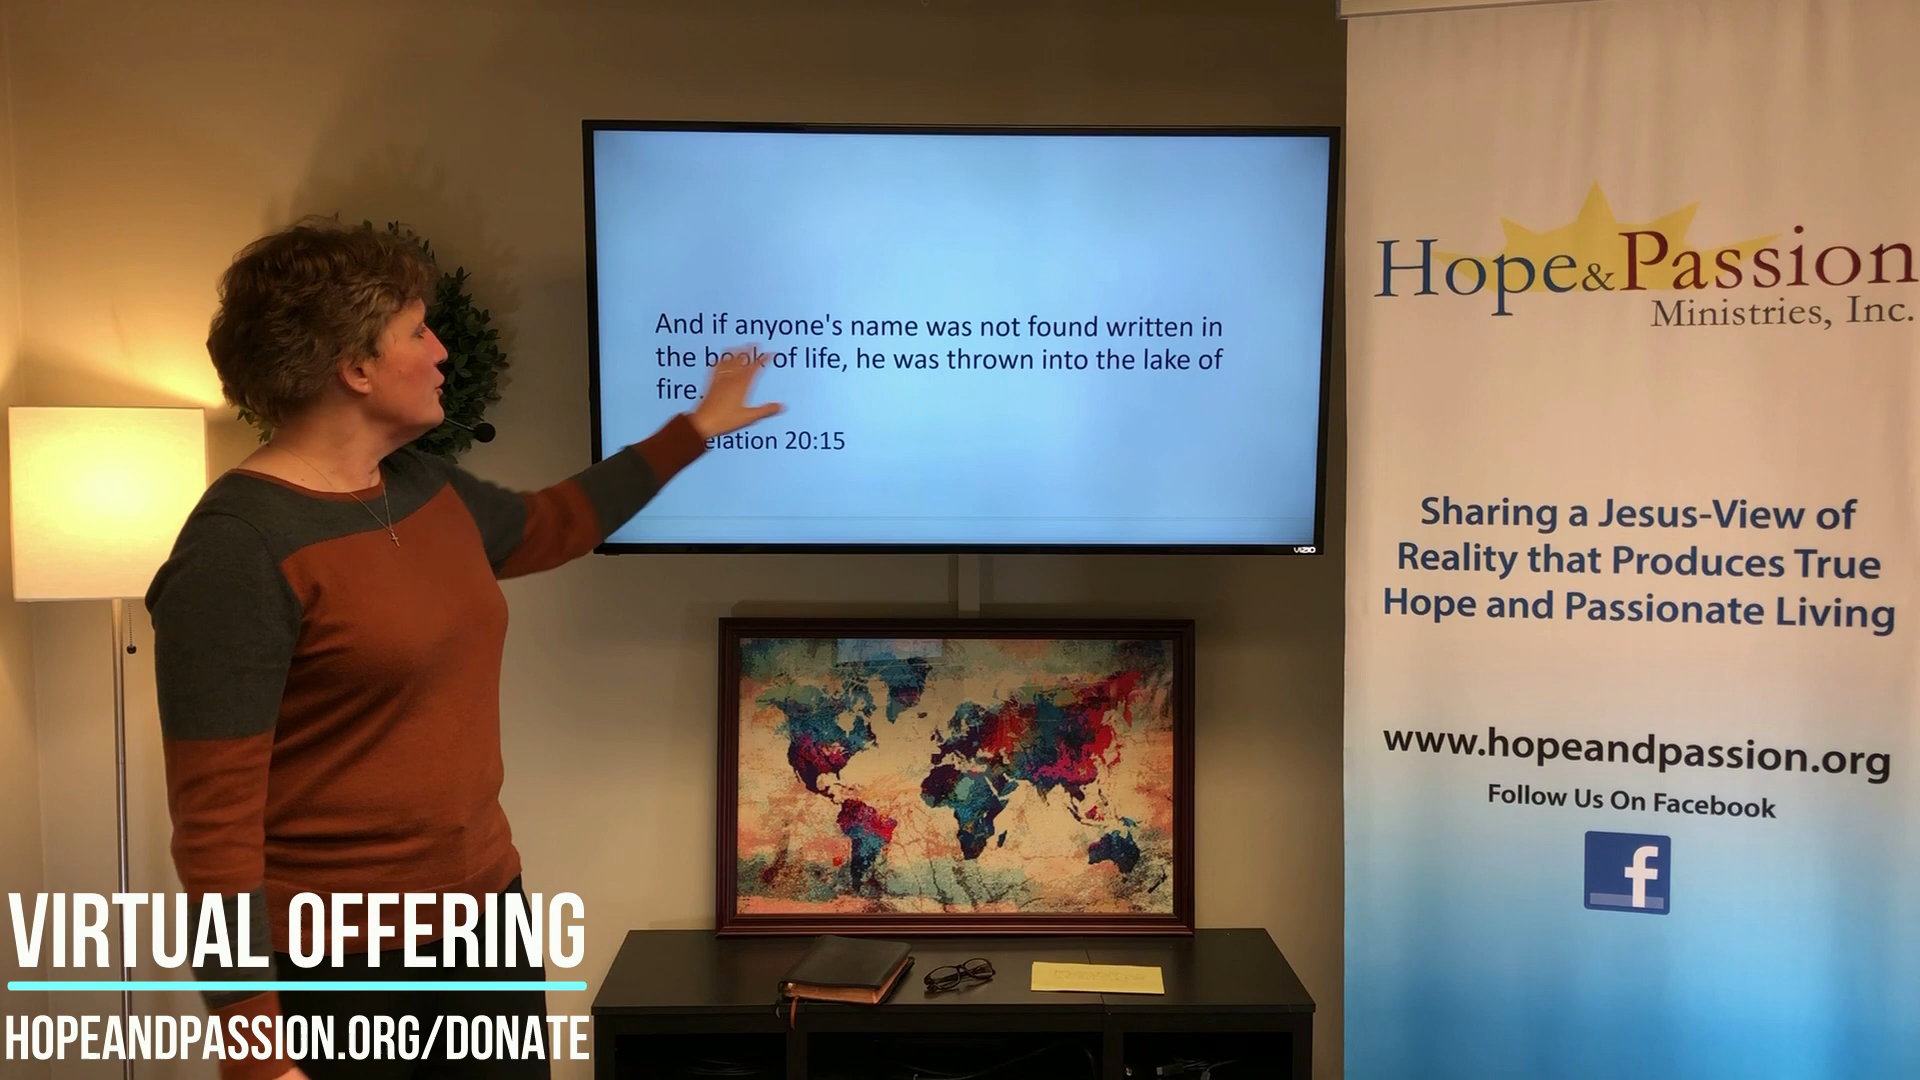 And if anyone's name was not found written in
the book of life, he was thrown into the lake of
fire.
elation 20:15
VIZIO
Hope & Passion
Ministries, Inc.
Sharing a Jesus-View of
Reality that Produces True
Hope and Passionate Living
www.hopeandpassion.org
Follow Us On Facebook
f
VIRTUAL OFFERING
HOPEANDPASSION.ORG/DONATE